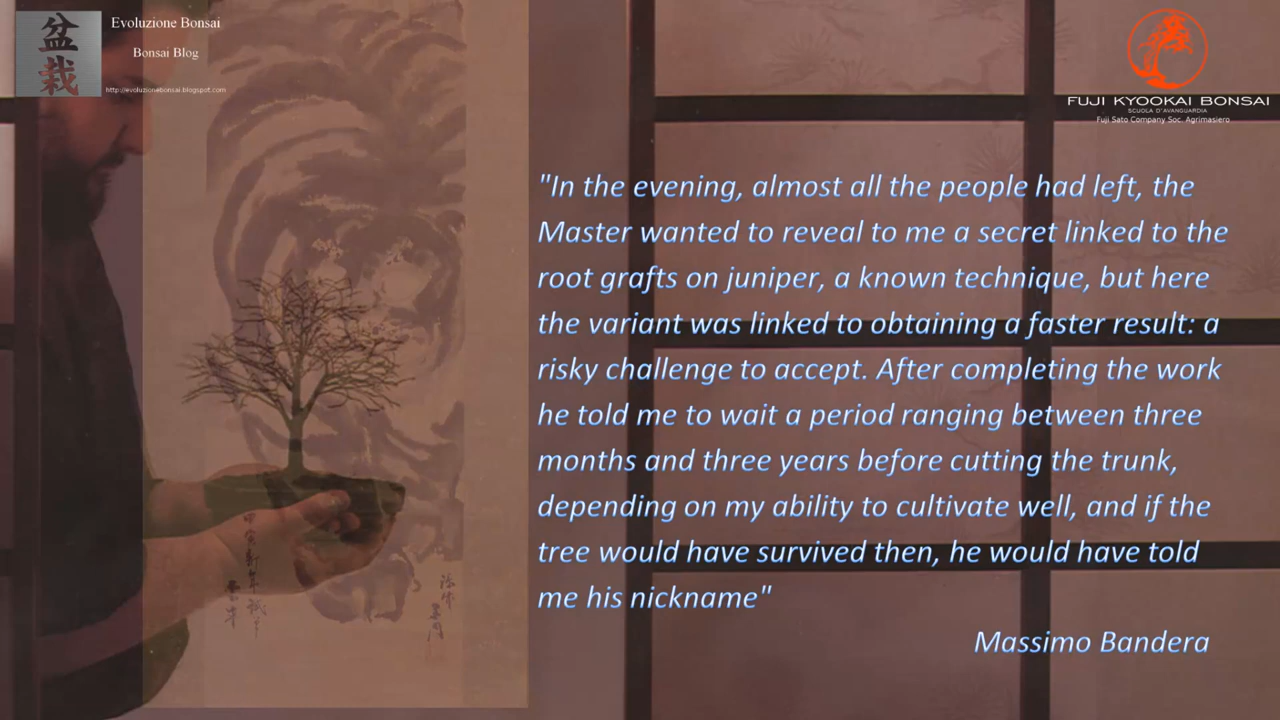 盆
栽
Evoluzione Bonsai
Bonsai Blog
http://evoluzionebonsai.blogspot.com
FUJI KYOOKAI BONSAI
SCUOLA D'AVANGUARDIA
Fuji Sato Company Soc. Agrimasiero
"In the evening, almost all the people had left, the
Master wanted to reveal to me a secret linked to the
root grafts on juniper, a known technique, but here
the variant was linked to obtaining a faster result: a
risky challenge to accept. After completing the work
he told me to wait a period ranging between three
months and three years before cutting the trunk,
depending on my ability to cultivate well, and if the
tree would have survived then, he would have told
me his nickname"
Massimo Bandera